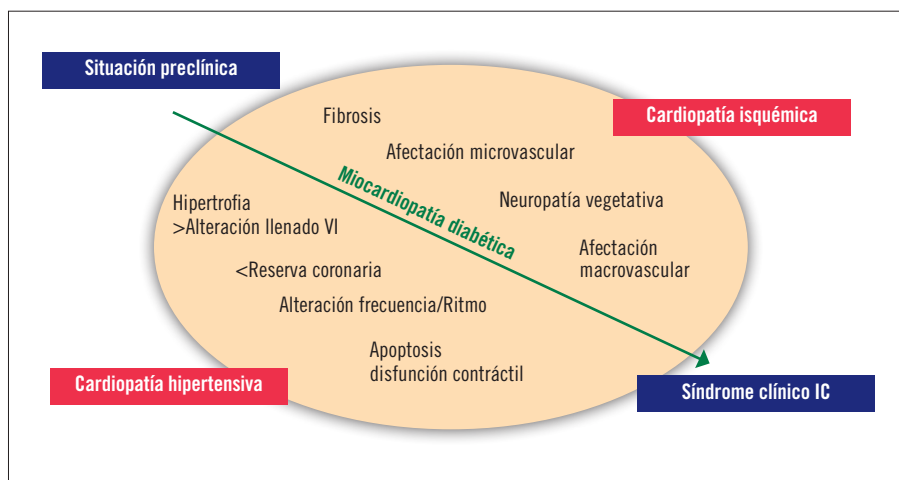 Situación preclínica
Cardiopatía isquémica
Fibrosis
Afectación microvascular
Miocardiopatía diabética
Neuropatía vegetativa
Hipertrofia
>Alteración llenado VI
Afectación
macrovascular
<Reserva coronaria
Alteración frecuencia/Ritmo
Apoptosis
disfunción contráctil
Cardiopatía hipertensiva
Síndrome clínico IC